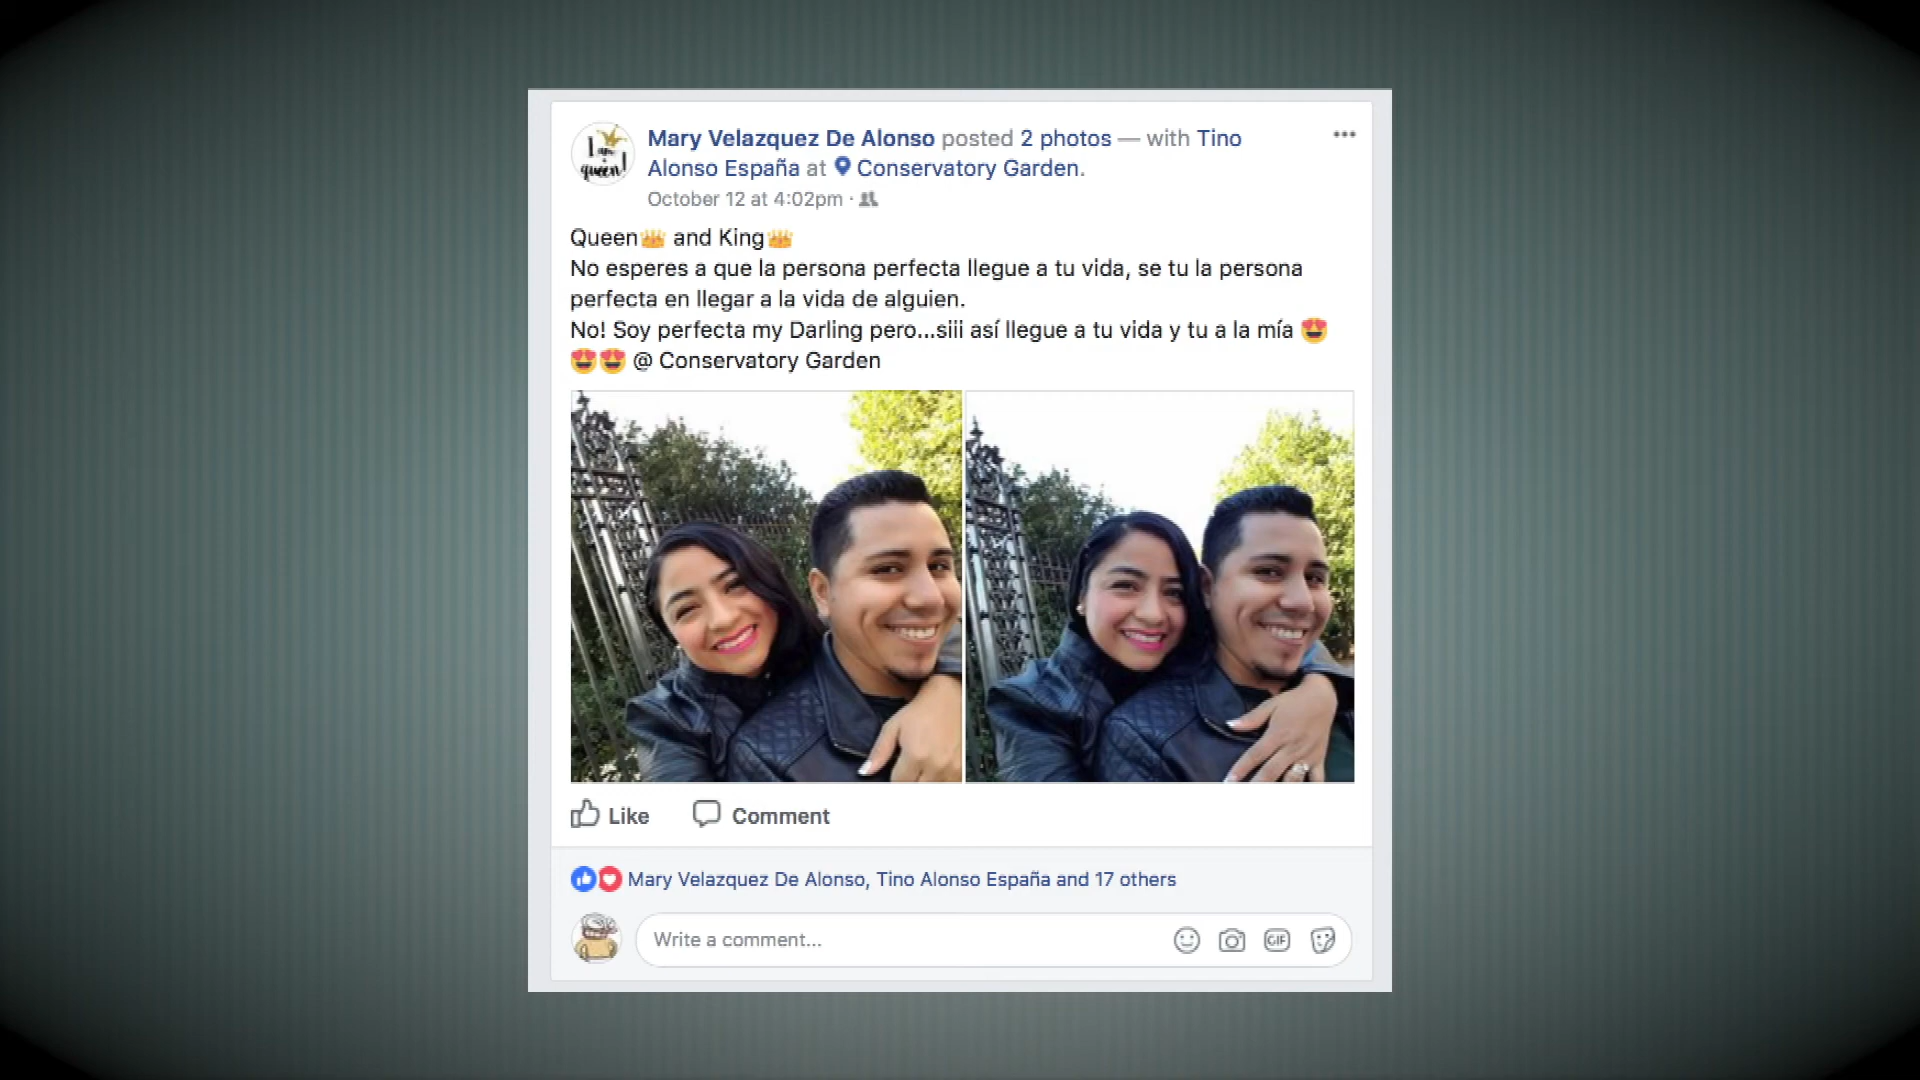 I am a queen!
Mary Velazquez De Alonso posted 2 photos — with Tino
Alonso España at Conservatory Garden.
October 12 at 4:02pm ·
Queen👑 and King👑
No esperes a que la persona perfecta llegue a tu vida, se tu la persona
perfecta en llegar a la vida de alguien.
No! Soy perfecta my Darling pero...siii así llegue a tu vida y tu a la mía 😍
😍😍 @ Conservatory Garden
Like Comment
Mary Velazquez De Alonso, Tino Alonso España and 17 others
Write a comment...
GIF